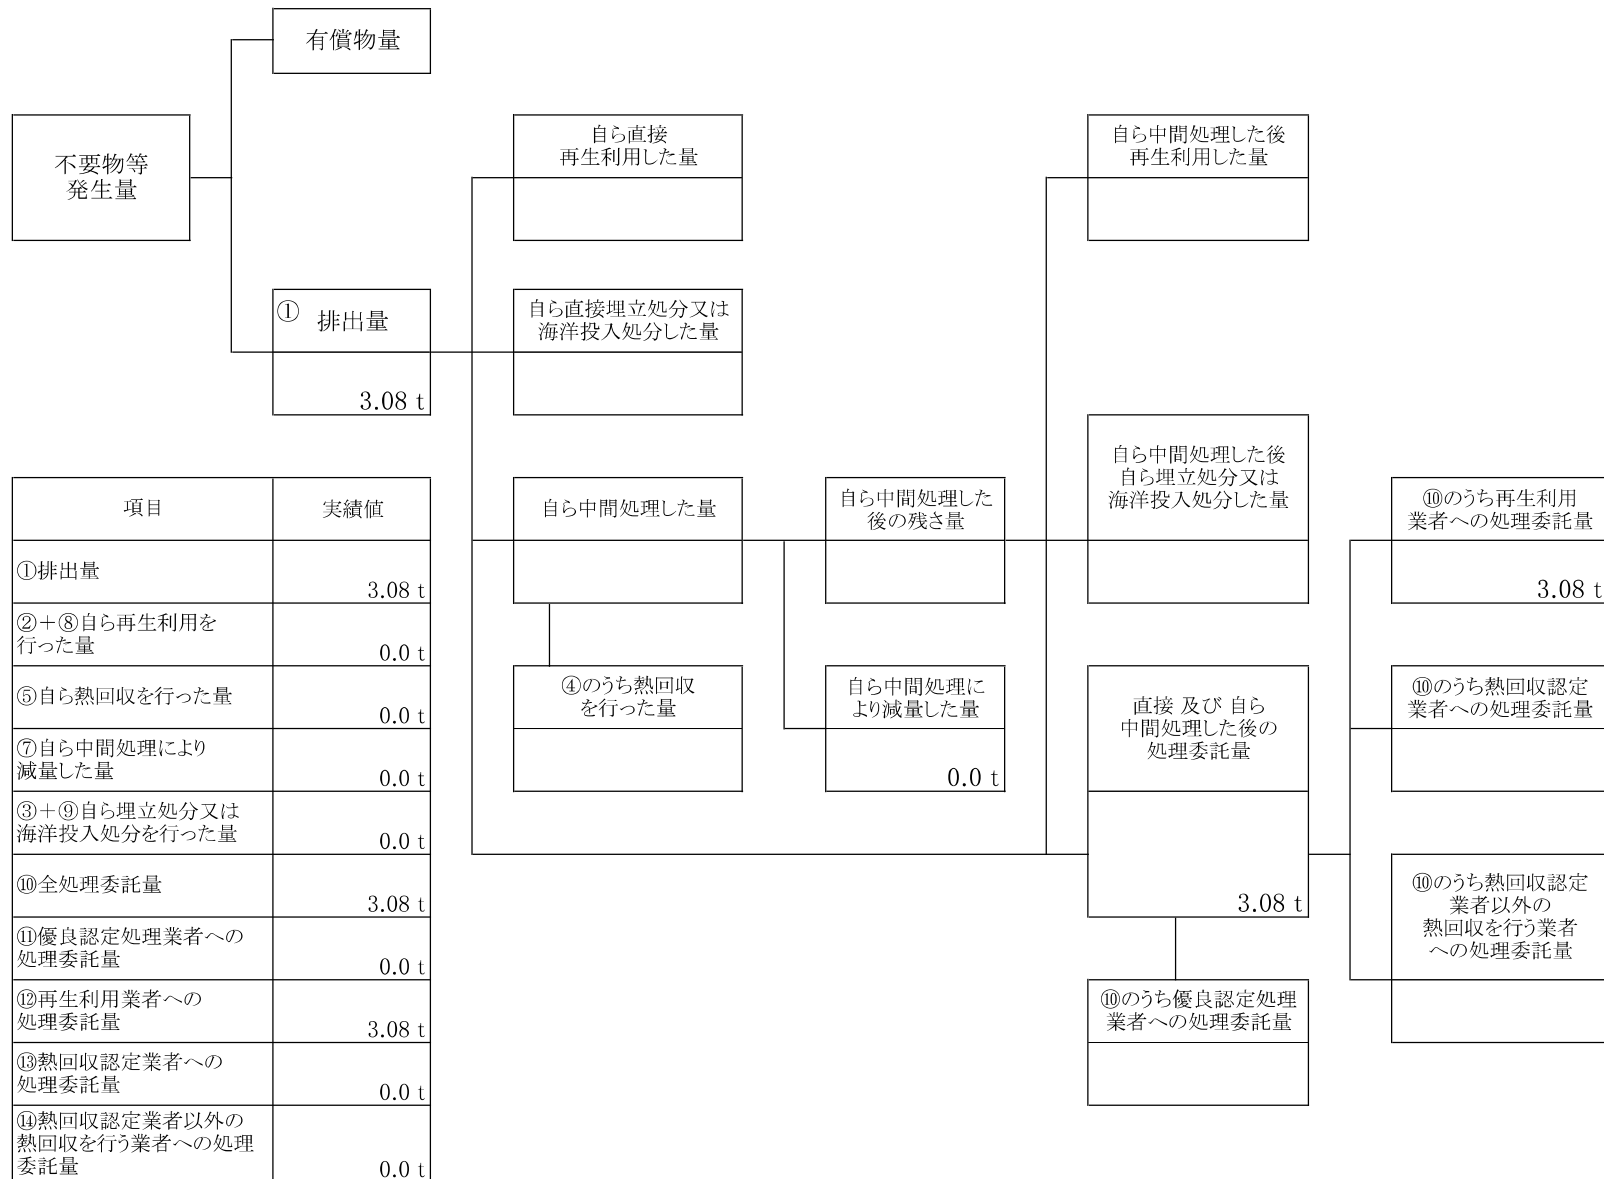 有償物量
不要物等
発生量
自ら直接
再生利用した量
自ら中間処理した後
再生利用した量
① 排出量
3.08 t
自ら直接埋立処分又は
海洋投入処分した量
自ら中間処理した量
自ら中間処理した
後の残さ量
自ら中間処理した後
自ら埋立処分又は
海洋投入処分した量
⑩のうち再生利用
業者への処理委託量
3.08 t
④のうち熱回収
を行った量
自ら中間処理に
より減量した量
0.0 t
直接 及び 自ら
中間処理した後の
処理委託量
3.08 t
⑩のうち熱回収認定
業者への処理委託量
⑩のうち熱回収認定
業者以外の
熱回収を行う業者
への処理委託量
⑩のうち優良認定処理
業者への処理委託量
項目 実績値
①排出量
3.08 t
②+⑧自ら再生利用を
行った量
0.0 t
⑤自ら熱回収を行った量
0.0 t
⑦自ら中間処理により
減量した量
0.0 t
③+⑨自ら埋立処分又は
海洋投入処分を行った量
0.0 t
⑩全処理委託量
3.08 t
⑪優良認定処理業者への
処理委託量
0.0 t
⑫再生利用業者への
処理委託量
3.08 t
⑬熱回収認定業者への
処理委託量
0.0 t
⑭熱回収認定業者以外の
熱回収を行う業者への処理
委託量
0.0 t